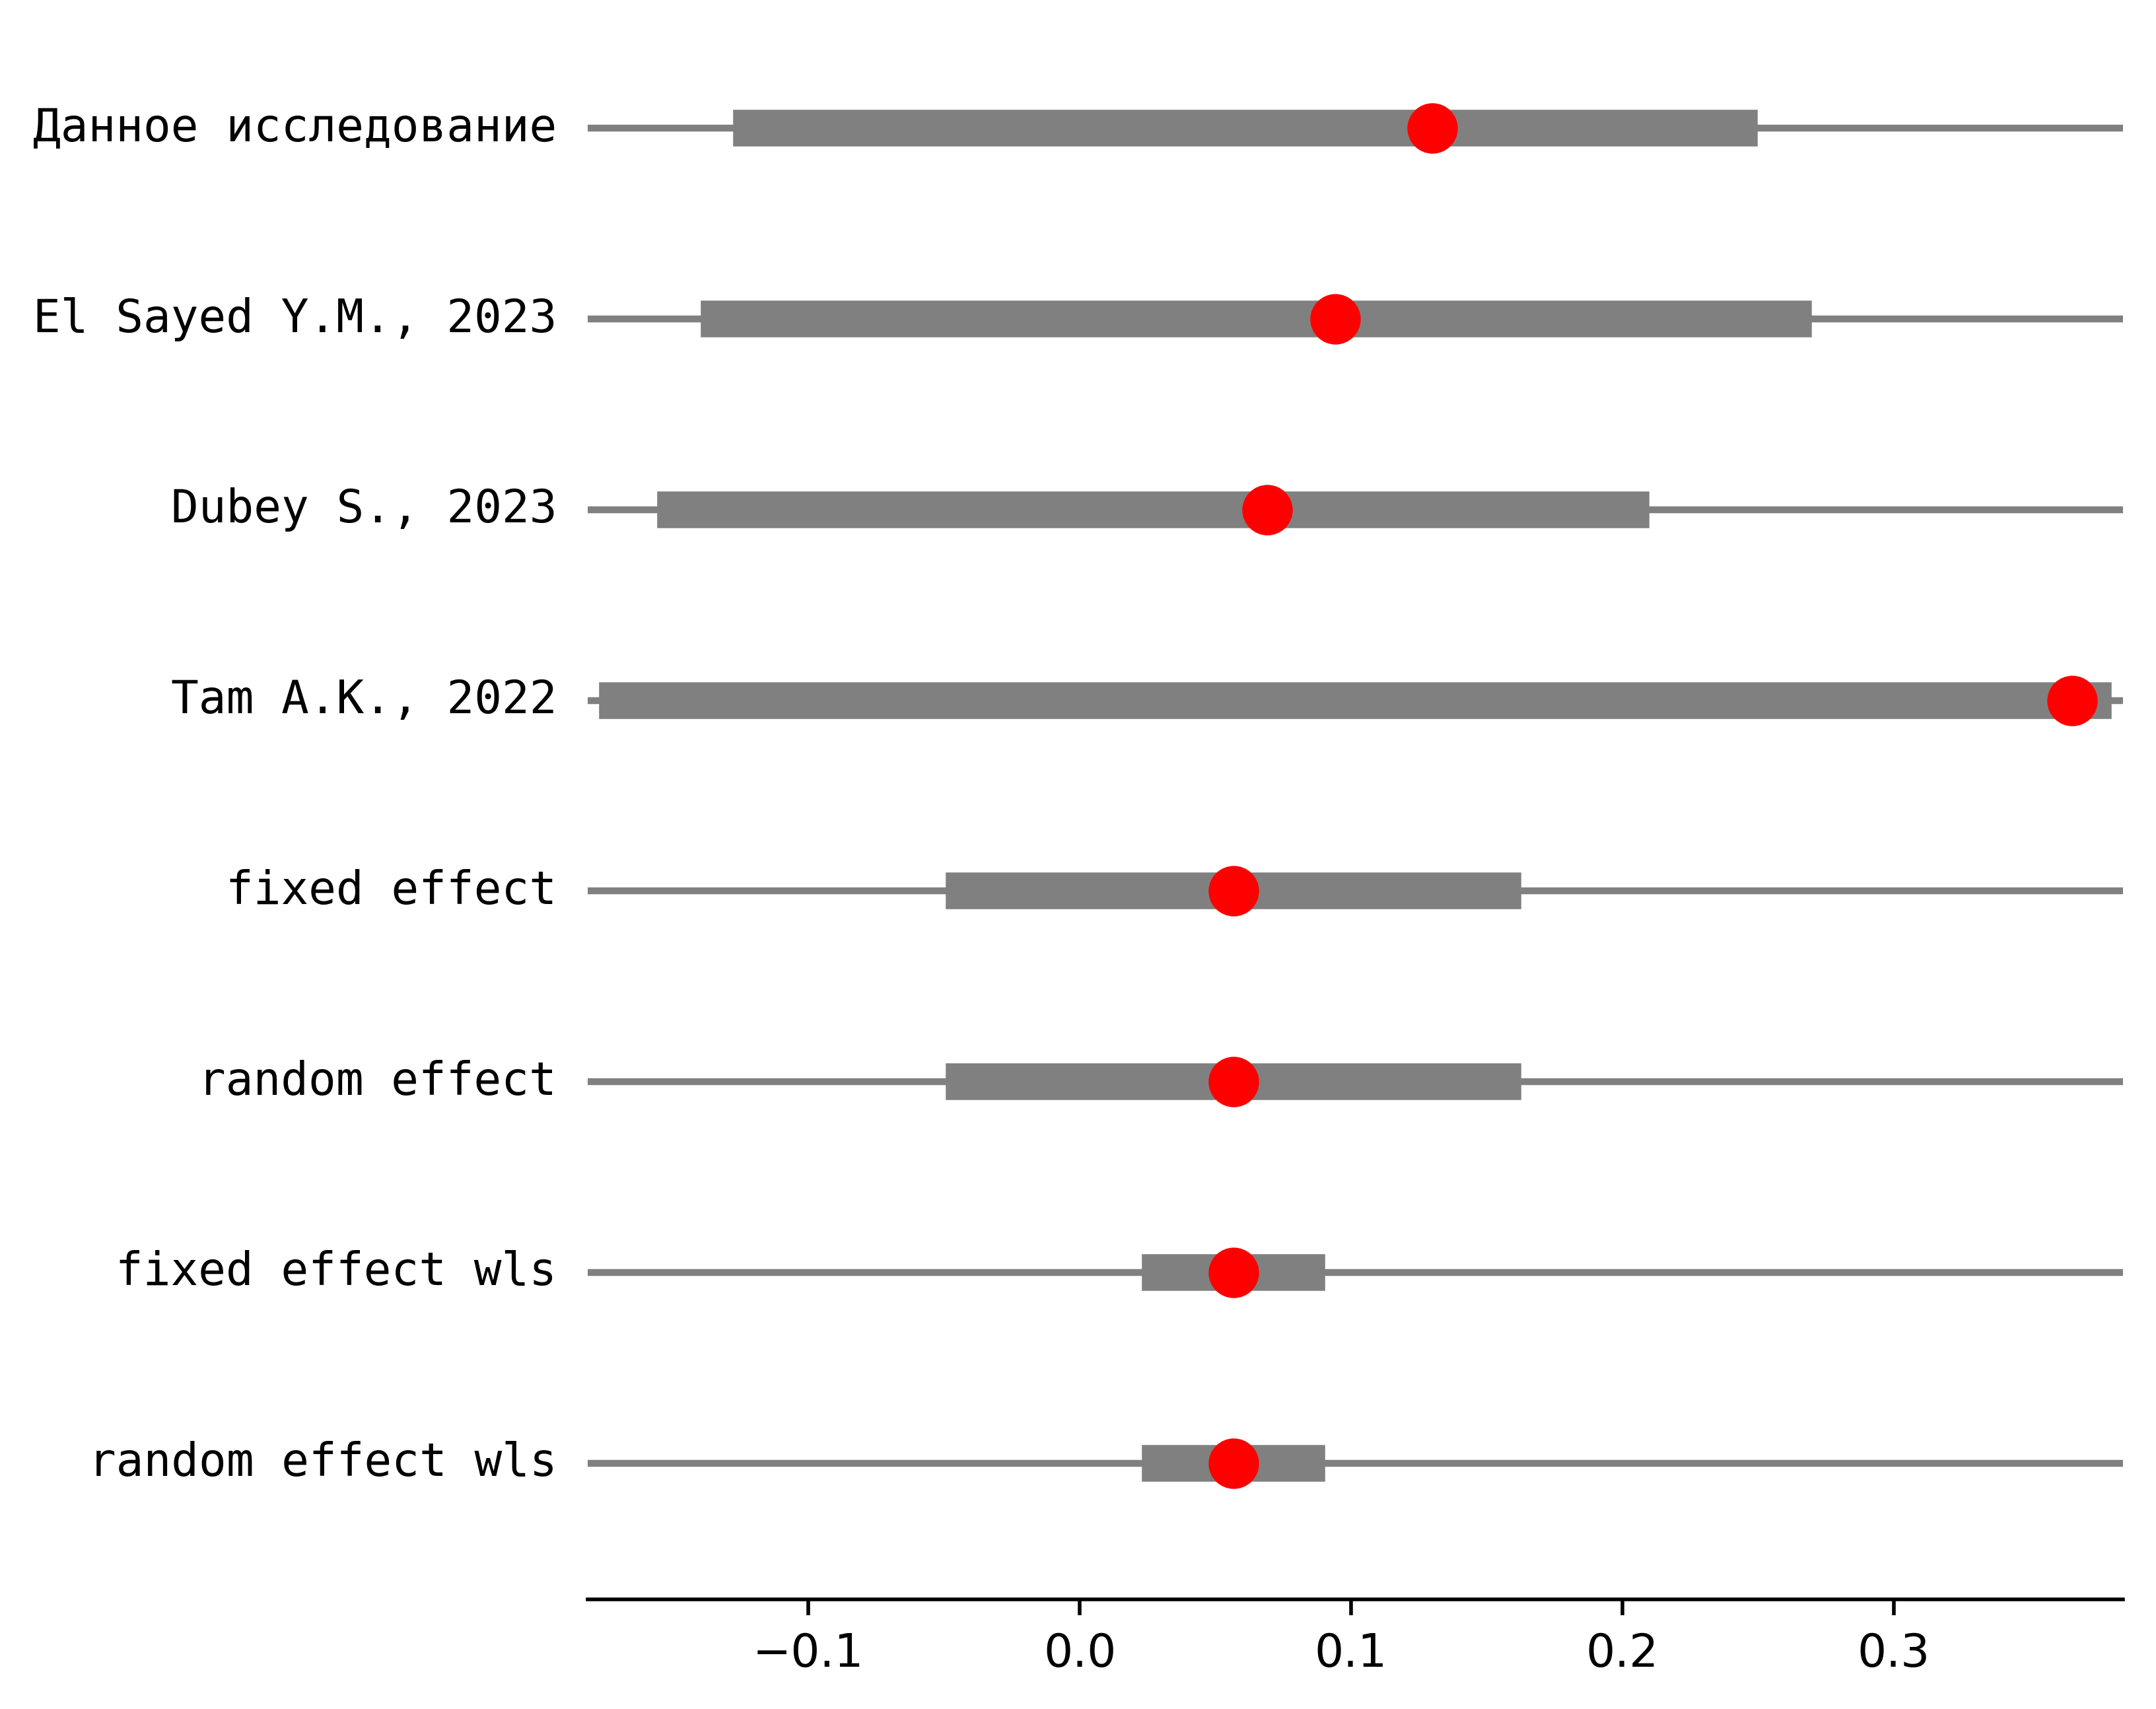 Данное исследование
El Sayed Y.M., 2023
Dubey S., 2023
Tam A.K., 2022
fixed effect
random effect
fixed effect wls
random effect wls
−0.1 0.0 0.1 0.2 0.3